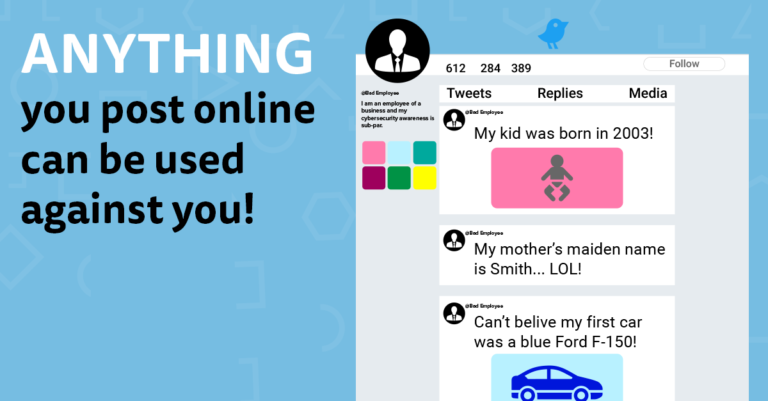 ANYTHING
you post online
can be used
against you!
612 284 389
Follow
@Bad Employee
I am an employee of a
business and my
cybersecurity awareness is
sub-par.
Tweets Replies Media
@Bad Employee
My kid was born in 2003!
@Bad Employee
My mother's maiden name
is Smith... LOL!
@Bad Employee
Can't belive my first car
was a blue Ford F-150!